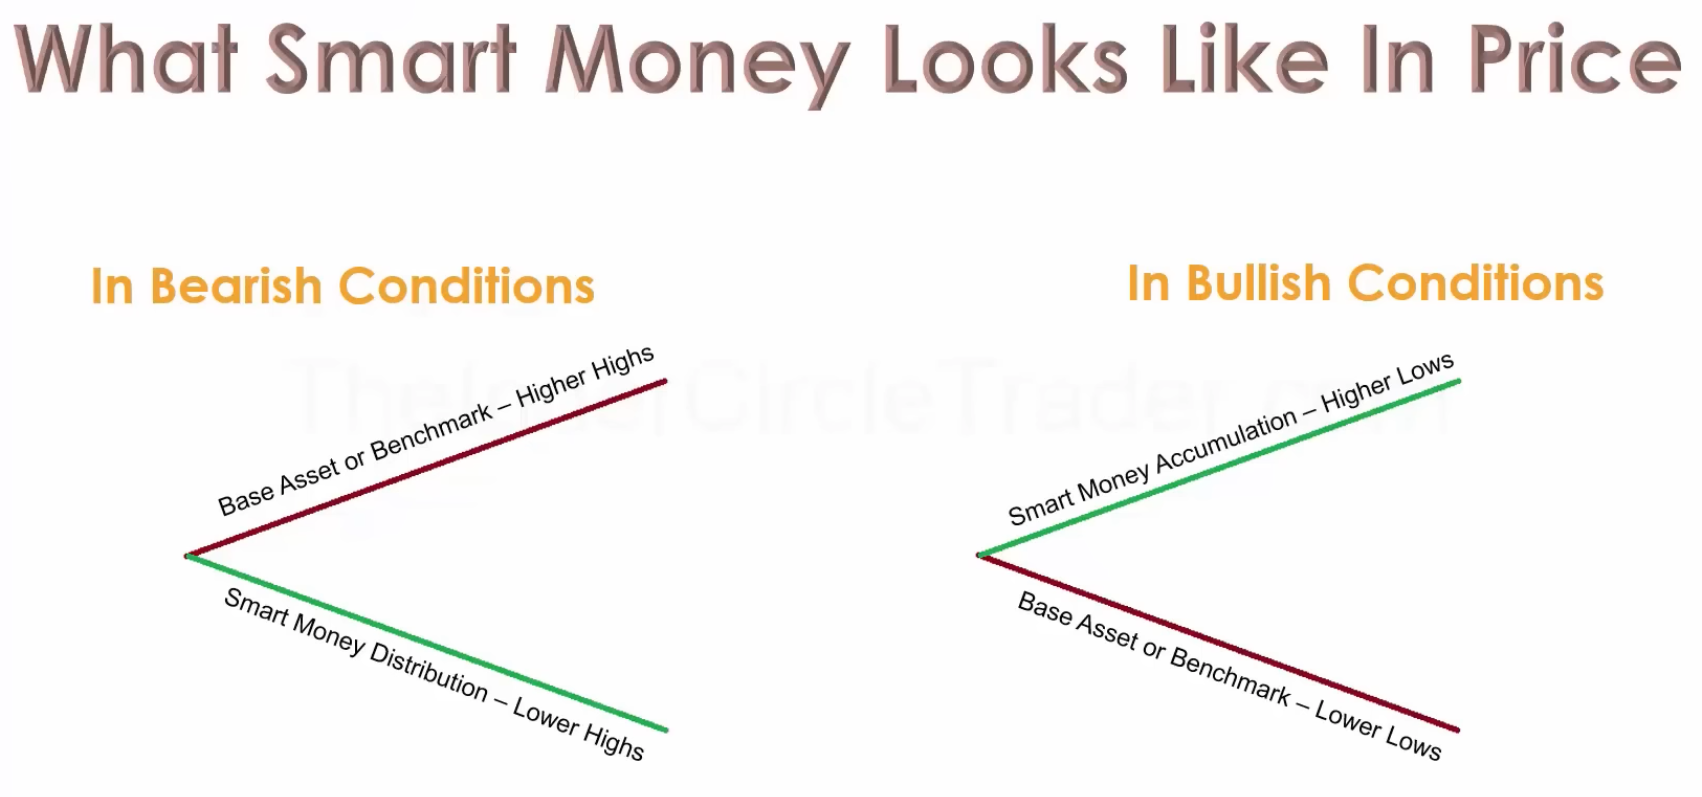 What Smart Money Looks Like In Price
In Bearish Conditions
Base Asset or Benchmark – Higher Highs
Smart Money Distribution – Lower Highs
In Bullish Conditions
Smart Money Accumulation – Higher Lows
Base Asset or Benchmark – Lower Lows
TheInnerCircleTrader.com